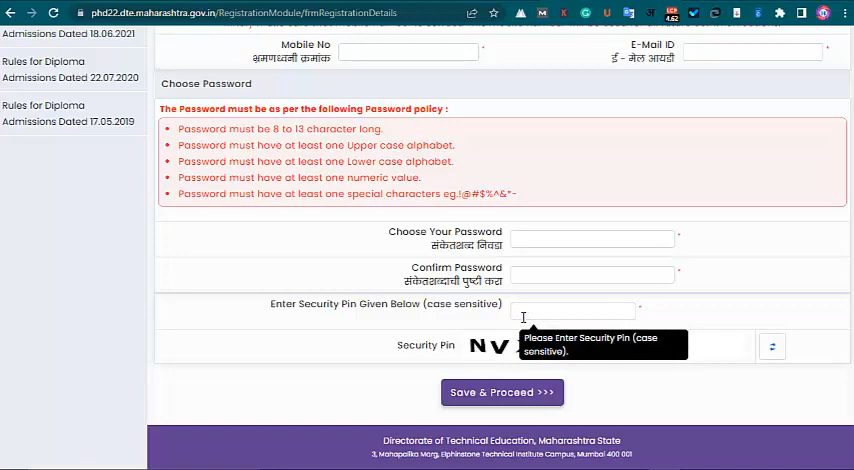 phd22.dte.maharashtra.gov.in/RegistrationModule/frmRegistrationDetails
Admissions Dated 18.06.2021
Rules for Diploma
Admissions Dated 22.07.2020
Rules for Diploma
Admissions Dated 17.05.2019
Mobile No *
भ्रमणध्वनी क्रमांक
E-Mail ID *
ई - मेल आयडी
Choose Password
The Password must be as per the following Password policy :
• Password must be 8 to 13 character long.
• Password must have at least one Upper case alphabet.
• Password must have at least one Lower case alphabet.
• Password must have at least one numeric value.
• Password must have at least one special characters eg.!@#$%^&*-
Choose Your Password *
संकेतशब्द निवडा
Confirm Password *
संकेतशब्दाची पुष्टी करा
Enter Security Pin Given Below (case sensitive) *
Please Enter Security Pin (case
sensitive).
Security Pin NV
Save & Proceed >>>
Directorate of Technical Education, Maharashtra State
3, Mahapalika Marg, Elphinstone Technical Institute Campus, Mumbai 400 001